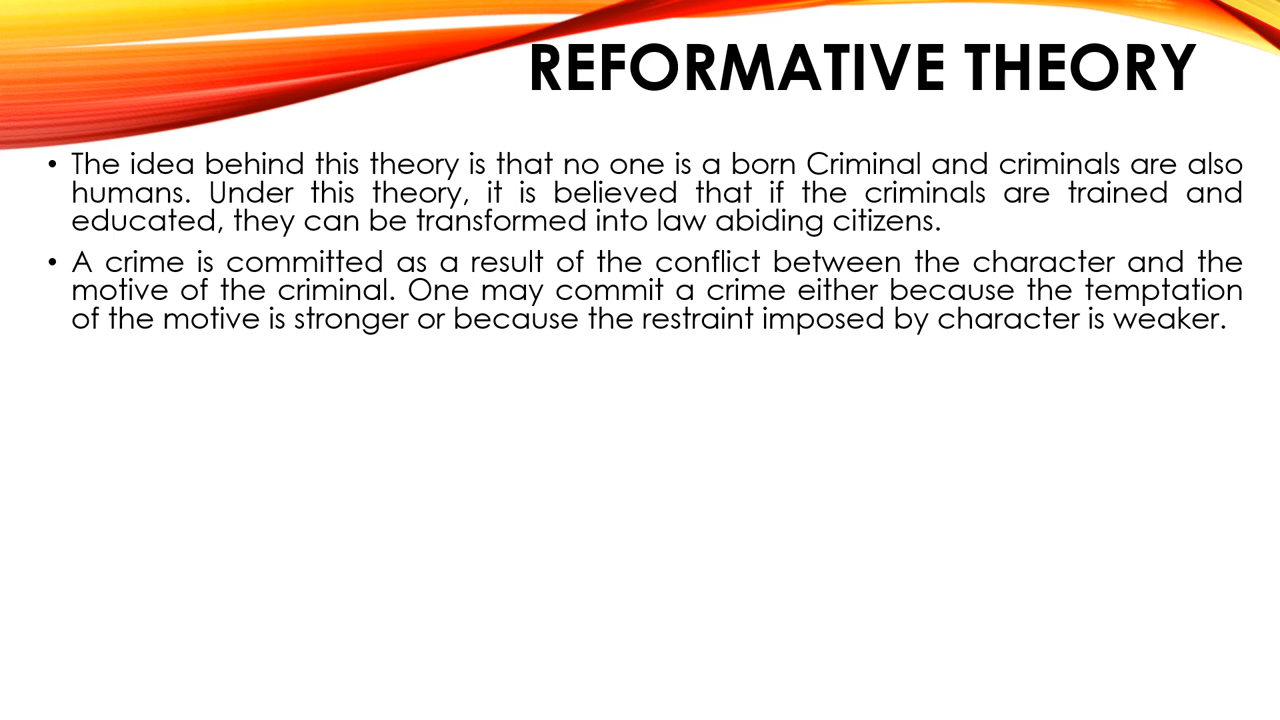 REFORMATIVE THEORY
• The idea behind this theory is that no one is a born Criminal and criminals are also
humans. Under this theory, it is believed that if the criminals are trained and
educated, they can be transformed into law abiding citizens.
• A crime is committed as a result of the conflict between the character and the
motive of the criminal. One may commit a crime either because the temptation
of the motive is stronger or because the restraint imposed by character is weaker.